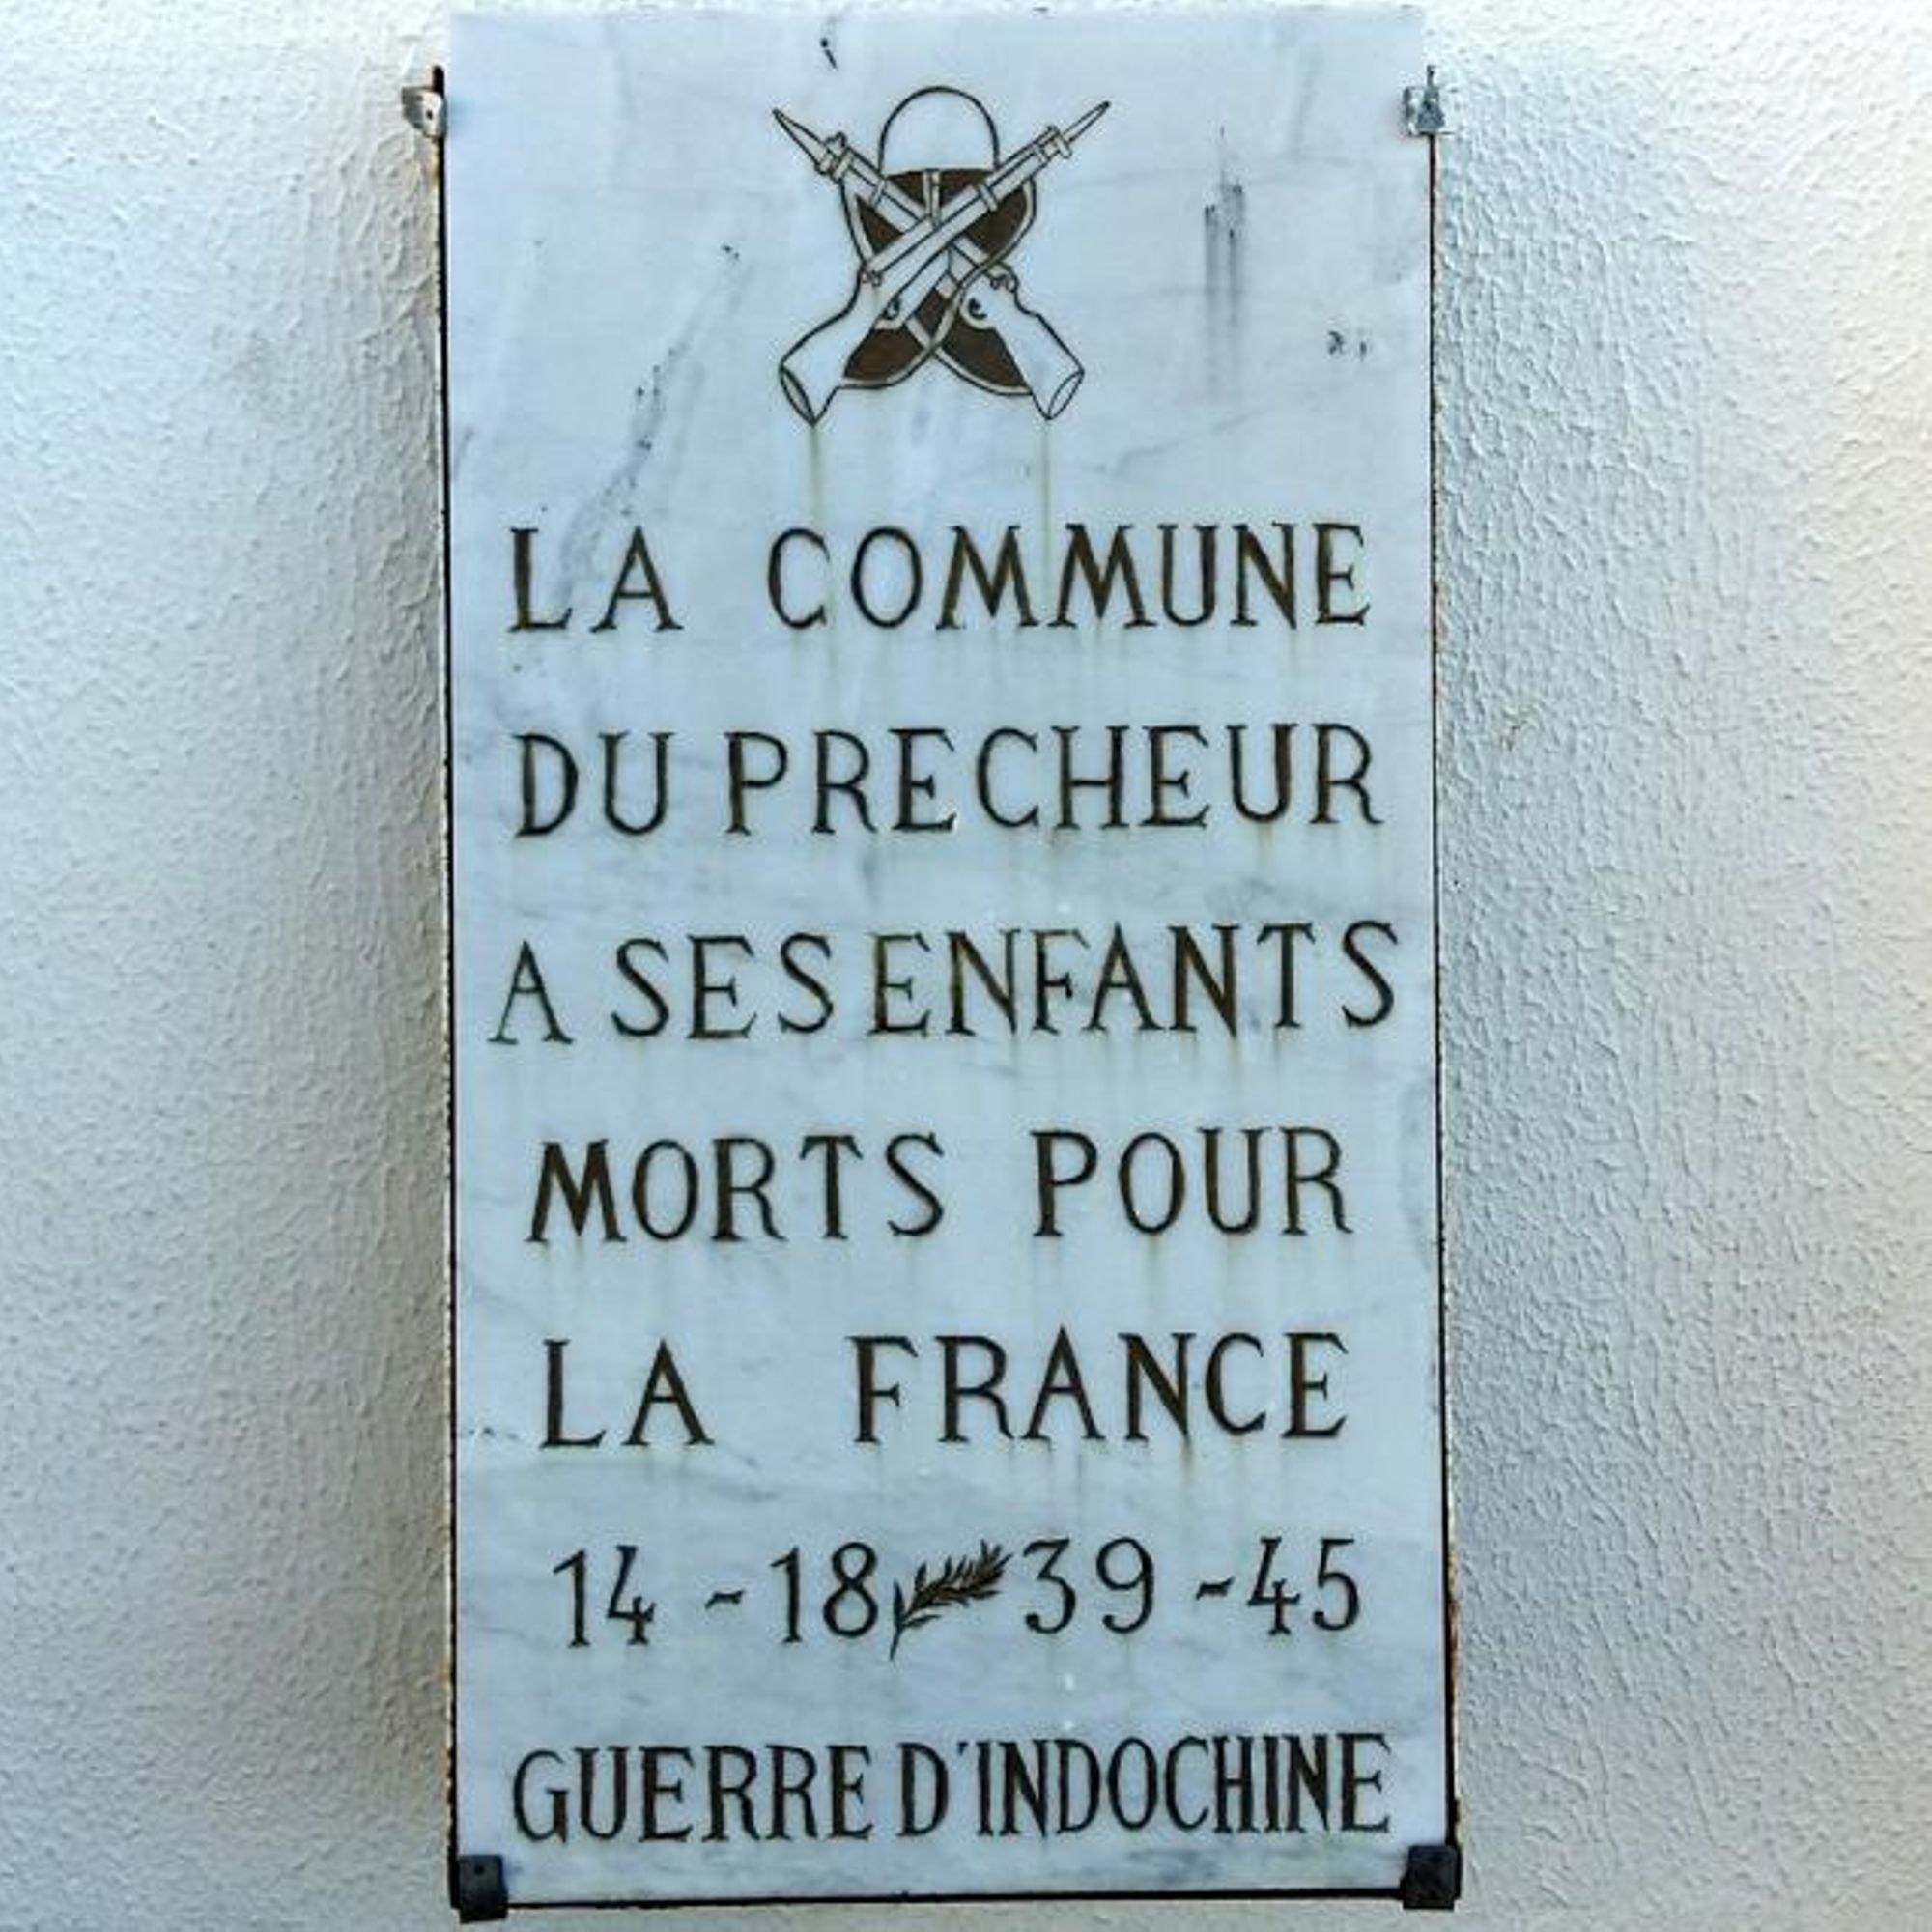 LA COMMUNE
DU PRECHEUR
A SES ENFANTS
MORTS POUR
LA FRANCE
14-18 39-45
GUERRE D'INDOCHINE